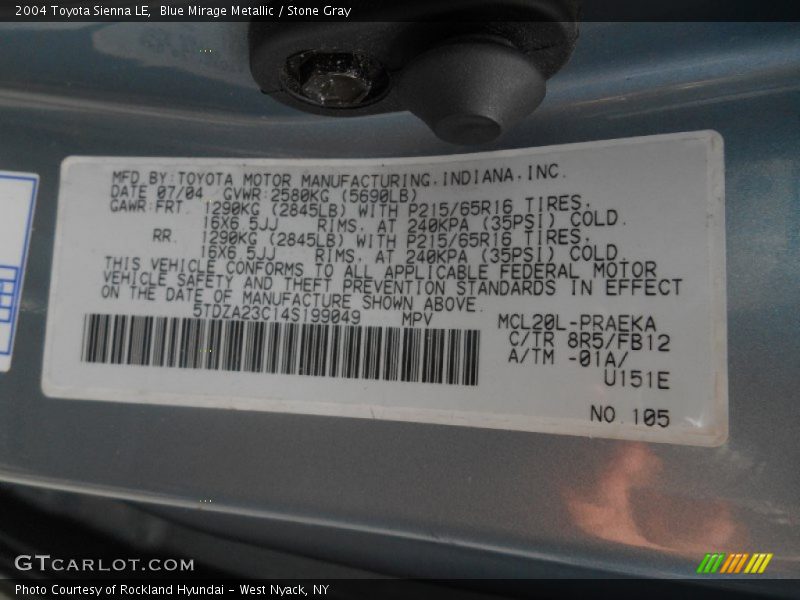 2004 Toyota Sienna LE,  Blue Mirage Metallic / Stone Gray
MFD BY:TOYOTA MOTOR MANUFACTURING.INDIANA.INC.
DATE 07/04  GVWR:2580KG (5690LB)
GAWR:FRT. 1290KG (2845LB) WITH P215/65R16 TIRES.
16X6.5JJ RIMS. AT 240KPA (35PSI) COLD.
RR. 1290KG (2845LB) WITH P215/65R16 TIRES.
16X6.5JJ RIMS. AT 240KPA (35PSI) COLD.
THIS VEHICLE CONFORMS TO ALL APPLICABLE FEDERAL MOTOR
VEHICLE SAFETY AND THEFT PREVENTION STANDARDS IN EFFECT
ON THE DATE OF MANUFACTURE SHOWN ABOVE.
5TDZA23C14S199049 MPV
MCL20L-PRAEKA
C/TR 8R5/FB12
A/TM -01A/
U151E
NO.105
GTCARLOT.COM
Photo Courtesy of Rockland Hyundai - West Nyack, NY